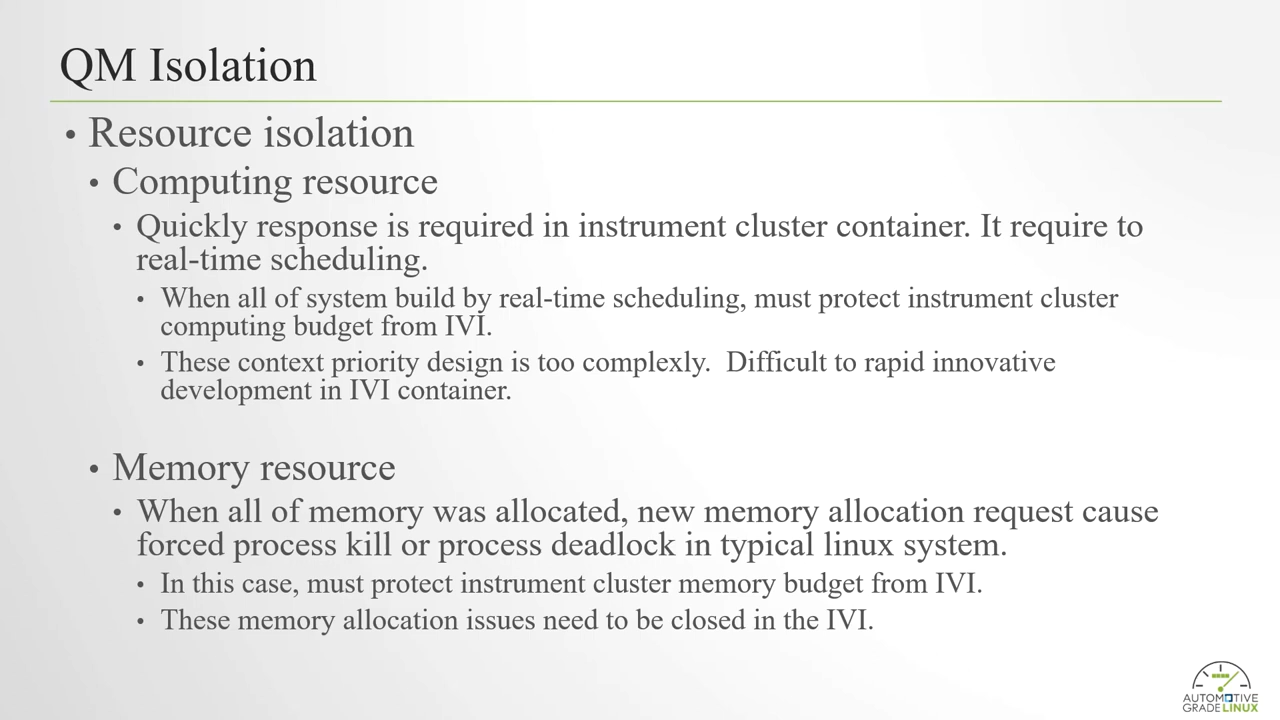 QM Isolation
• Resource isolation
• Computing resource
• Quickly response is required in instrument cluster container. It require to
real-time scheduling.
• When all of system build by real-time scheduling, must protect instrument cluster
computing budget from IVI.
• These context priority design is too complexly.  Difficult to rapid innovative
development in IVI container.
• Memory resource
• When all of memory was allocated, new memory allocation request cause
forced process kill or process deadlock in typical linux system.
• In this case, must protect instrument cluster memory budget from IVI.
• These memory allocation issues need to be closed in the IVI.
AUTOMOTIVE
GRADE LINUX